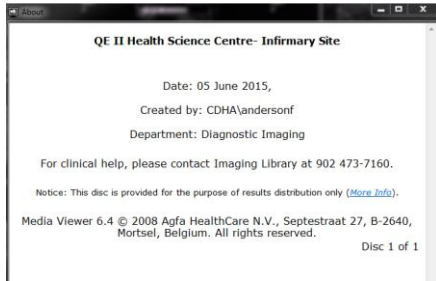 About
QE II Health Science Centre- Infirmary Site
Date: 05 June 2015,
Created by: CDHA\andersonf
Department: Diagnostic Imaging
For clinical help, please contact Imaging Library at 902 473-7160.
Notice: This disc is provided for the purpose of results distribution only (More Info).
Media Viewer 6.4 © 2008 Agfa HealthCare N.V., Septestraat 27, B-2640,
Mortsel, Belgium. All rights reserved.
Disc 1 of 1